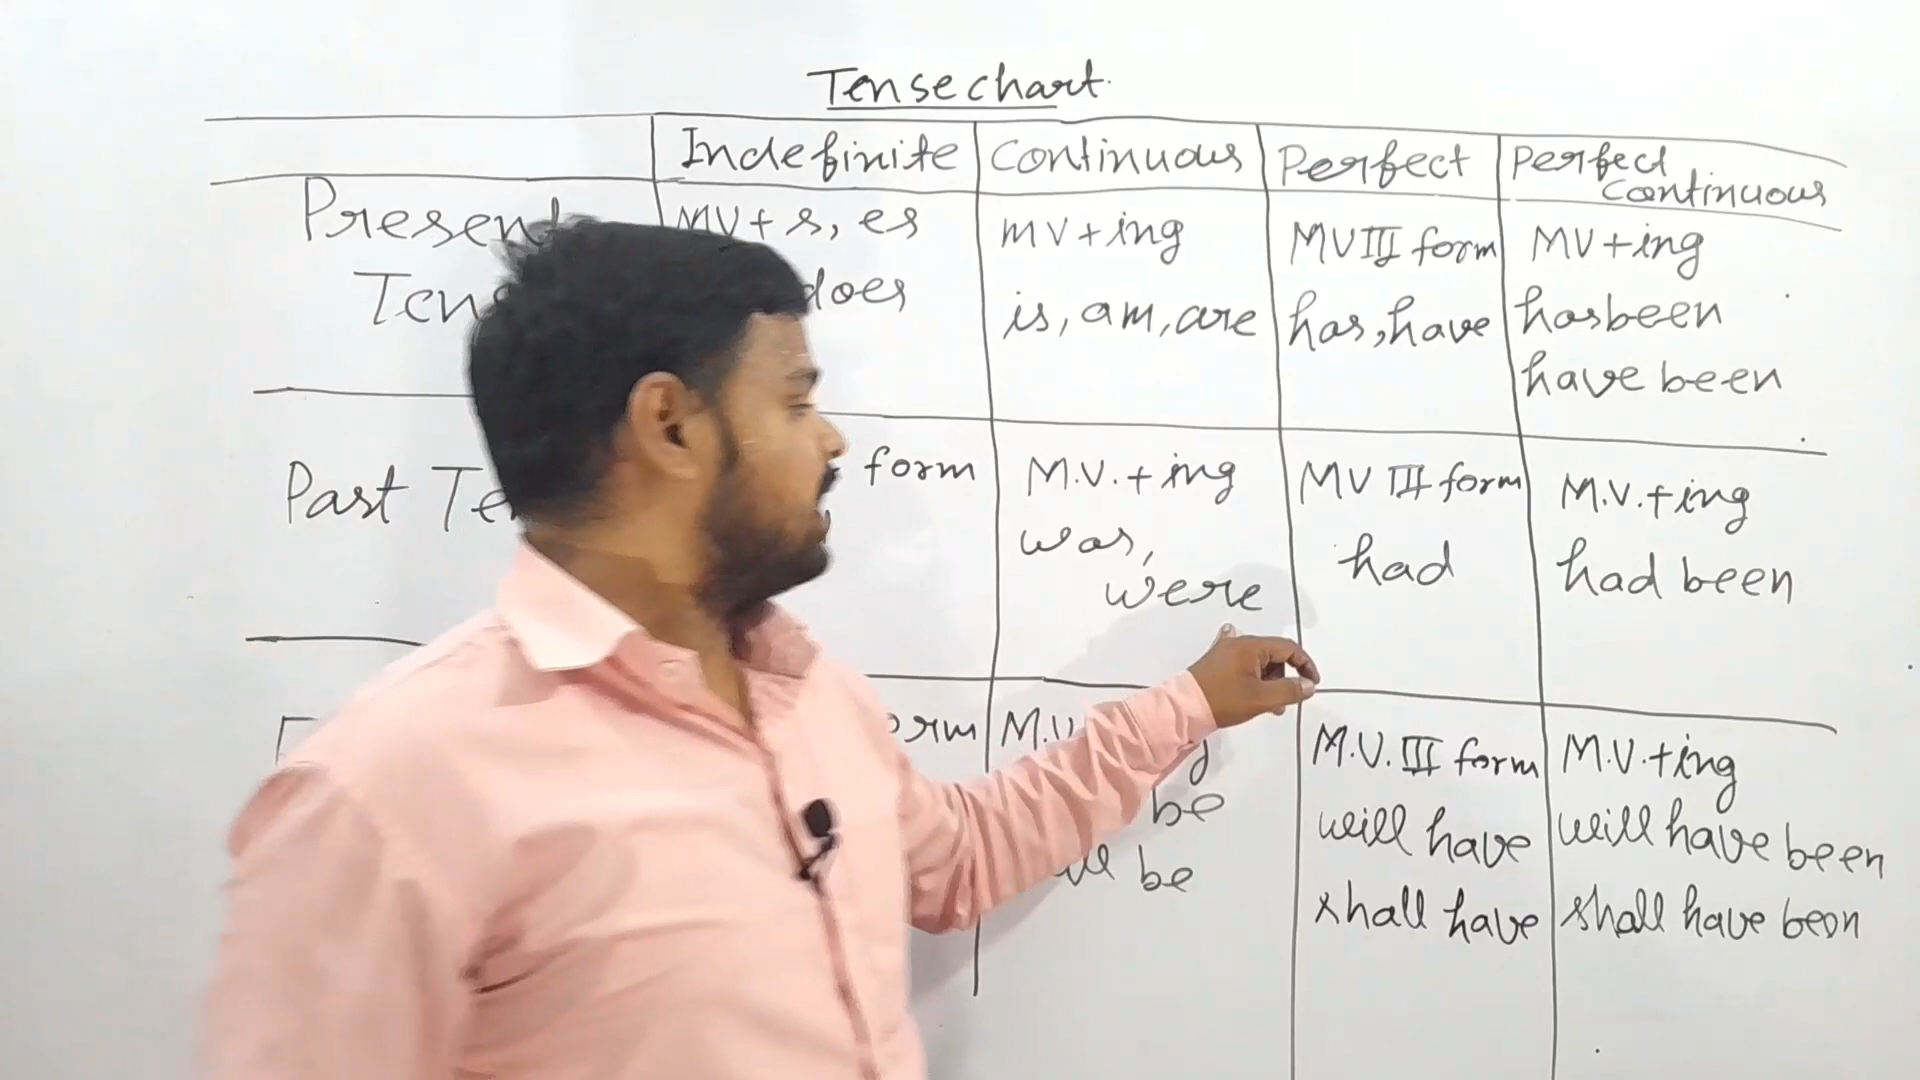 Tense chart.
Indefinite Continuous Perfect Perfect
continuous
Present MV + s, es MV + ing MV III form MV + ing
does is, am, are has, have has been
have been
Past form M.V. + ing MV III form M.V. + ing
was, had had been
were
M.V. III form M.V. + ing
be will have will have been
be shall have shall have been